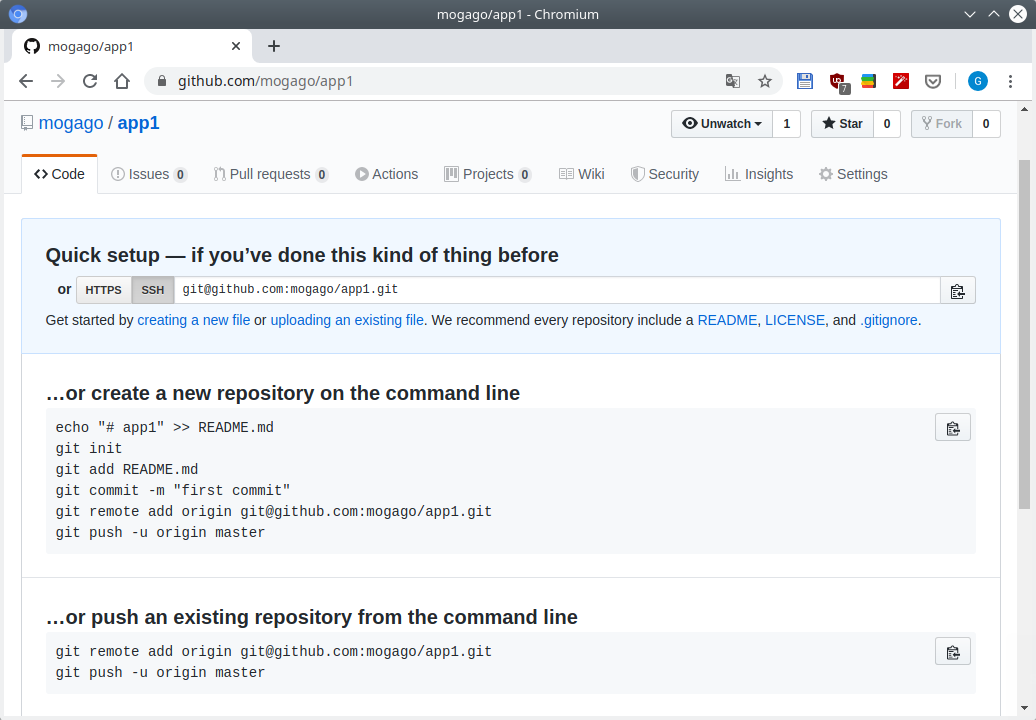 mogago/app1 - Chromium
mogago/app1
github.com/mogago/app1
7
G
mogago / app1
Unwatch 1 Star 0 Fork 0
Code Issues 0 Pull requests 0 Actions Projects 0 Wiki Security Insights Settings
Quick setup — if you’ve done this kind of thing before
or HTTPS SSH git@github.com:mogago/app1.git
Get started by creating a new file or uploading an existing file. We recommend every repository include a README, LICENSE, and .gitignore.
…or create a new repository on the command line
echo "# app1" >> README.md
git init
git add README.md
git commit -m "first commit"
git remote add origin git@github.com:mogago/app1.git
git push -u origin master
…or push an existing repository from the command line
git remote add origin git@github.com:mogago/app1.git
git push -u origin master